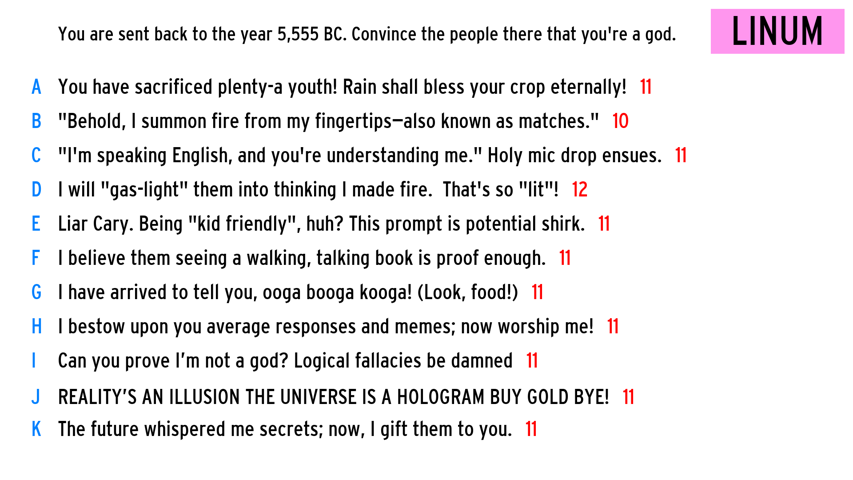 You are sent back to the year 5,555 BC. Convince the people there that you're a god.
LINUM
A You have sacrificed plenty-a youth! Rain shall bless your crop eternally! 11
B "Behold, I summon fire from my fingertips—also known as matches." 10
C "I'm speaking English, and you're understanding me." Holy mic drop ensues. 11
D I will "gas-light" them into thinking I made fire.  That's so "lit"! 12
E Liar Cary. Being "kid friendly", huh? This prompt is potential shirk. 11
F I believe them seeing a walking, talking book is proof enough. 11
G I have arrived to tell you, ooga booga kooga! (Look, food!) 11
H I bestow upon you average responses and memes; now worship me! 11
I Can you prove I’m not a god? Logical fallacies be damned 11
J REALITY’S AN ILLUSION THE UNIVERSE IS A HOLOGRAM BUY GOLD BYE! 11
K The future whispered me secrets; now, I gift them to you. 11